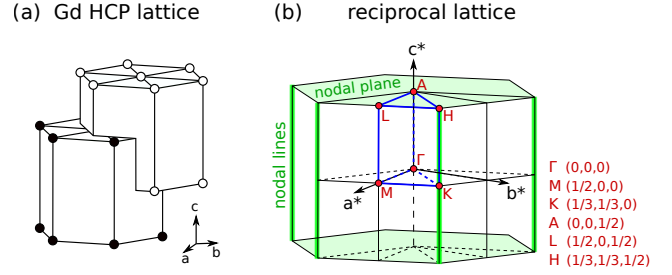 (a) Gd HCP lattice
(b) reciprocal lattice
c*
nodal plane
A
L
H
nodal lines
Γ
M
K
a*
b*
c
a
b
Γ (0,0,0)
M (1/2,0,0)
K (1/3,1/3,0)
A (0,0,1/2)
L (1/2,0,1/2)
H (1/3,1/3,1/2)